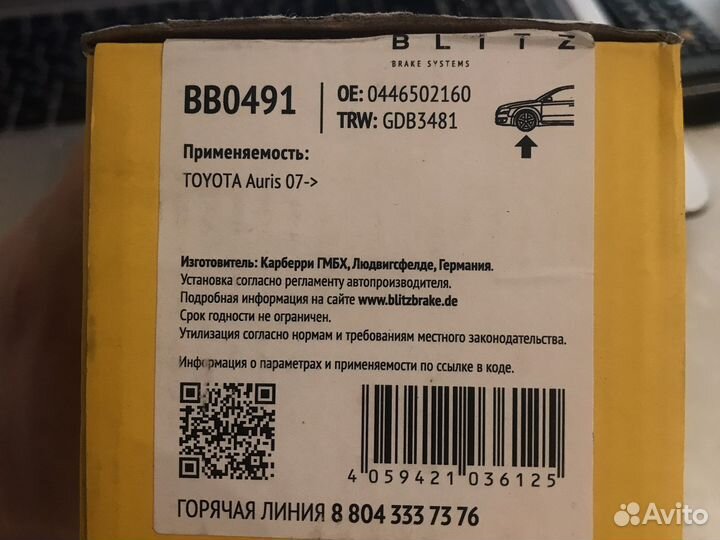 BLITZ
BRAKE SYSTEMS
BB0491
OE: 0446502160
TRW: GDB3481
Применяемость:
TOYOTA Auris 07->
Изготовитель: Карберри ГМБХ, Людвигсфелде, Германия.
Установка согласно регламенту автопроизводителя.
Подробная информация на сайте www.blitzbrake.de
Срок годности не ограничен.
Утилизация согласно нормам и требованиям местного законодательства.
Информация о параметрах и применяемости по ссылке в коде.
4 059421 036125
ГОРЯЧАЯ ЛИНИЯ 8 804 333 73 76
Avito